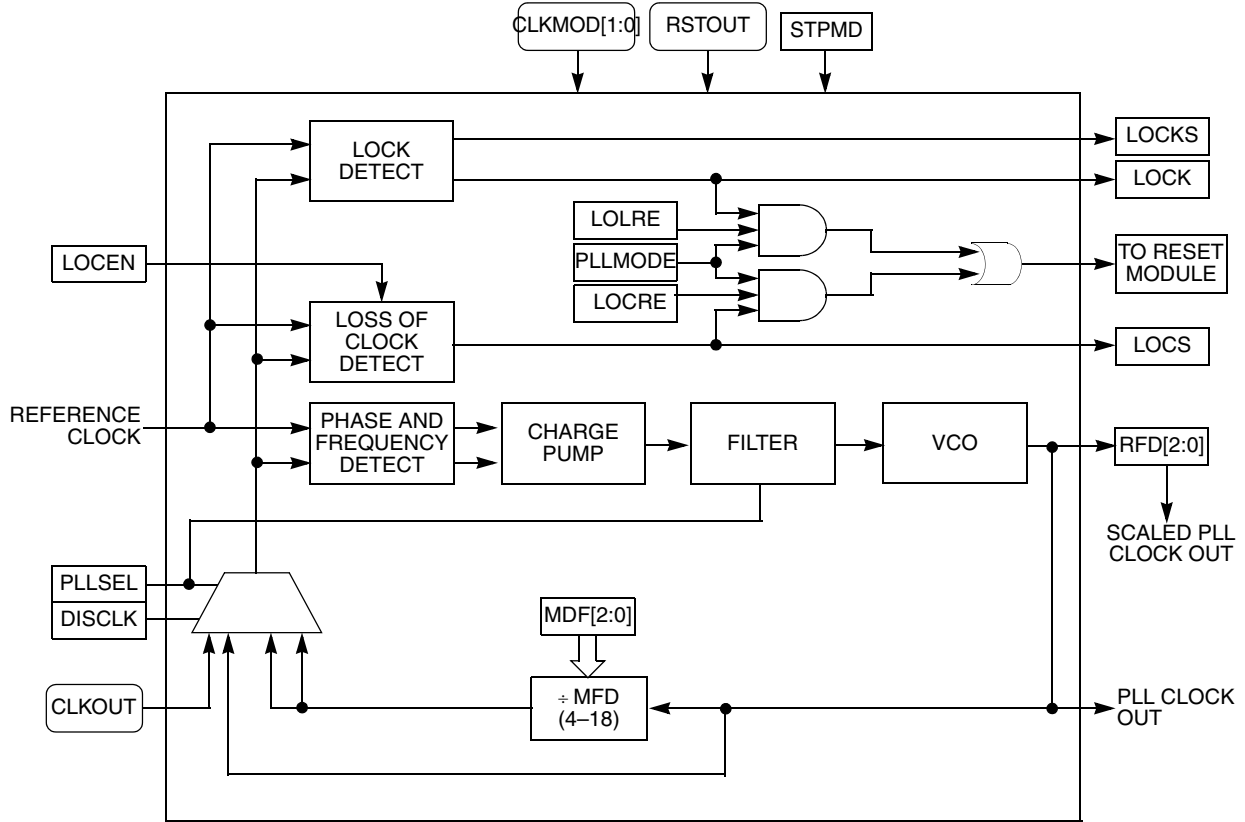 CLKMOD[1:0]
RSTOUT
STPMD
LOCK
DETECT
LOCKS
LOCK
LOLRE
PLLMODE
LOCRE
TO RESET
MODULE
LOCEN
LOSS OF
CLOCK
DETECT
LOCS
REFERENCE
CLOCK
PHASE AND
FREQUENCY
DETECT
CHARGE
PUMP
FILTER
VCO
RFD[2:0]
SCALED PLL
CLOCK OUT
PLLSEL
DISCLK
MDF[2:0]
CLKOUT
÷ MFD
(4–18)
PLL CLOCK
OUT